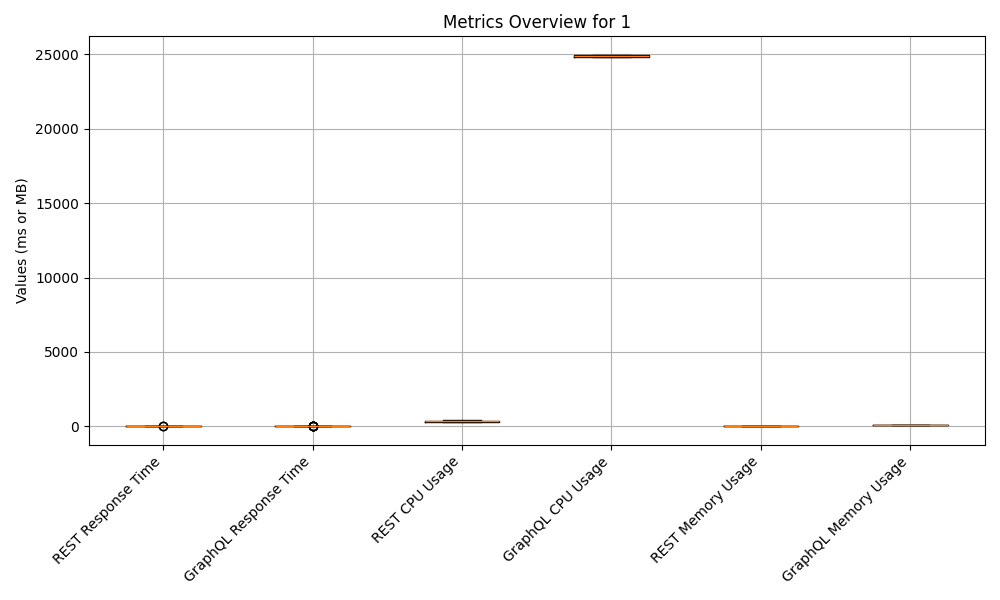 Metrics Overview for 1
Values (ms or MB)
25000
20000
15000
10000
5000
0
REST Response Time
GraphQL Response Time
REST CPU Usage
GraphQL CPU Usage
REST Memory Usage
GraphQL Memory Usage